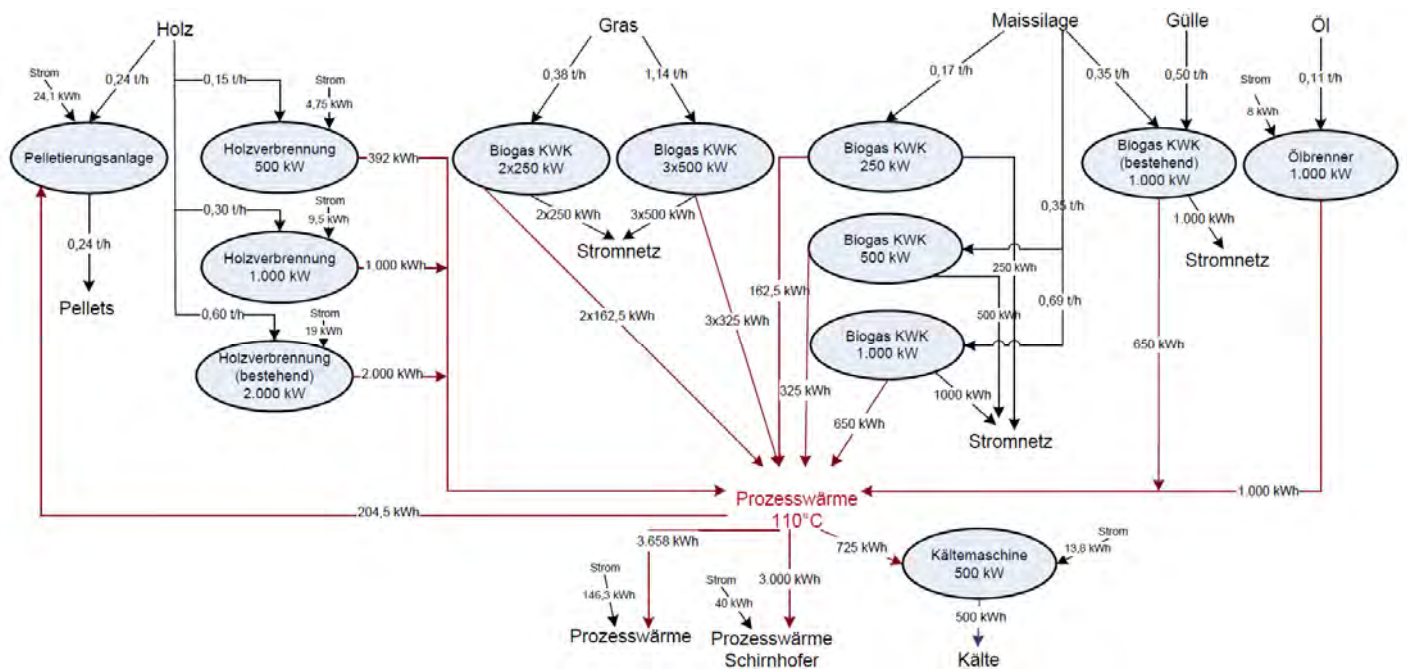 Holz
Gras
Maissilage
Gülle
Öl
Strom
24,1 kWh
0,24 t/h
0,15 t/h
Strom
4,75 kWh
0,38 t/h
1,14 t/h
0,17 t/h
0,35 t/h
0,50 t/h
Strom
8 kWh
0,11 t/h
Pelletierungsanlage
Holzverbrennung
500 kW
392 kWh
Biogas KWK
2x250 kW
Biogas KWK
3x500 kW
Biogas KWK
250 kW
Biogas KWK
(bestehend)
1.000 kW
Ölbrenner
1.000 kW
0,24 t/h
Pellets
0,30 t/h
Strom
9,5 kWh
Holzverbrennung
1.000 kW
1.000 kWh
2x250 kWh
3x500 kWh
Stromnetz
0,35 t/h
1.000 kWh
Stromnetz
Biogas KWK
500 kW
250 kWh
162,5 kWh
0,60 t/h
Strom
19 kWh
Holzverbrennung
(bestehend)
2.000 kW
2.000 kWh
2x162,5 kWh
3x325 kWh
500 kWh
0,69 t/h
Biogas KWK
1.000 kW
650 kWh
325 kWh
1000 kWh
650 kWh
Stromnetz
Prozesswärme
110°C
1.000 kWh
204,5 kWh
3.658 kWh
725 kWh
Kältemaschine
500 kW
Strom
13,8 kWh
Strom
146,3 kWh
Strom
40 kWh
3.000 kWh
500 kWh
Prozesswärme
Prozesswärme
Schirnhofer
Kälte